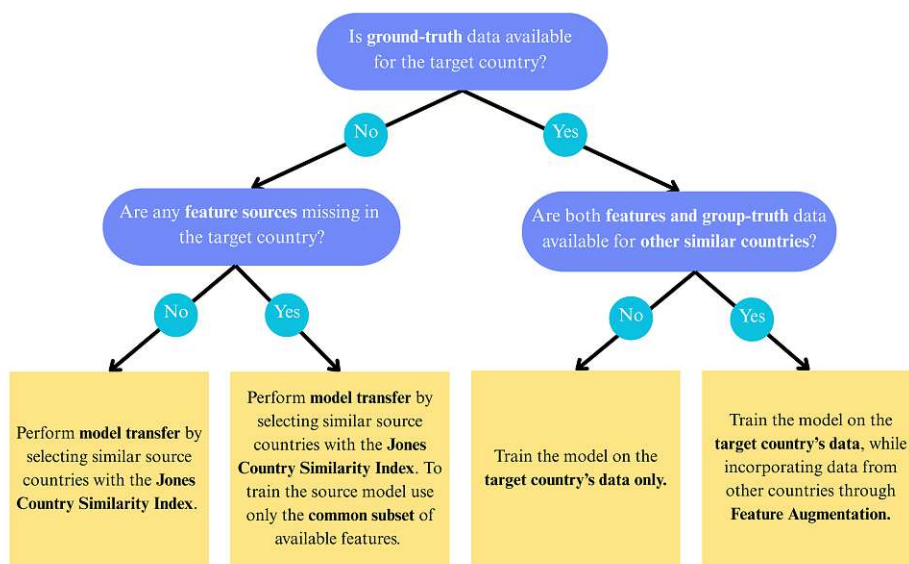 Is ground-truth data available
for the target country?
No
Yes
Are any feature sources missing in
the target country?
Are both features and group-truth data
available for other similar countries?
No
Yes
No
Yes
Perform model transfer by
selecting similar source
countries with the Jones
Country Similarity Index.
Perform model transfer by
selecting similar source
countries with the Jones
Country Similarity Index. To
train the source model use
only the common subset of
available features.
Train the model on the
target country's data only.
Train the model on the
target country's data, while
incorporating data from
other countries through
Feature Augmentation.